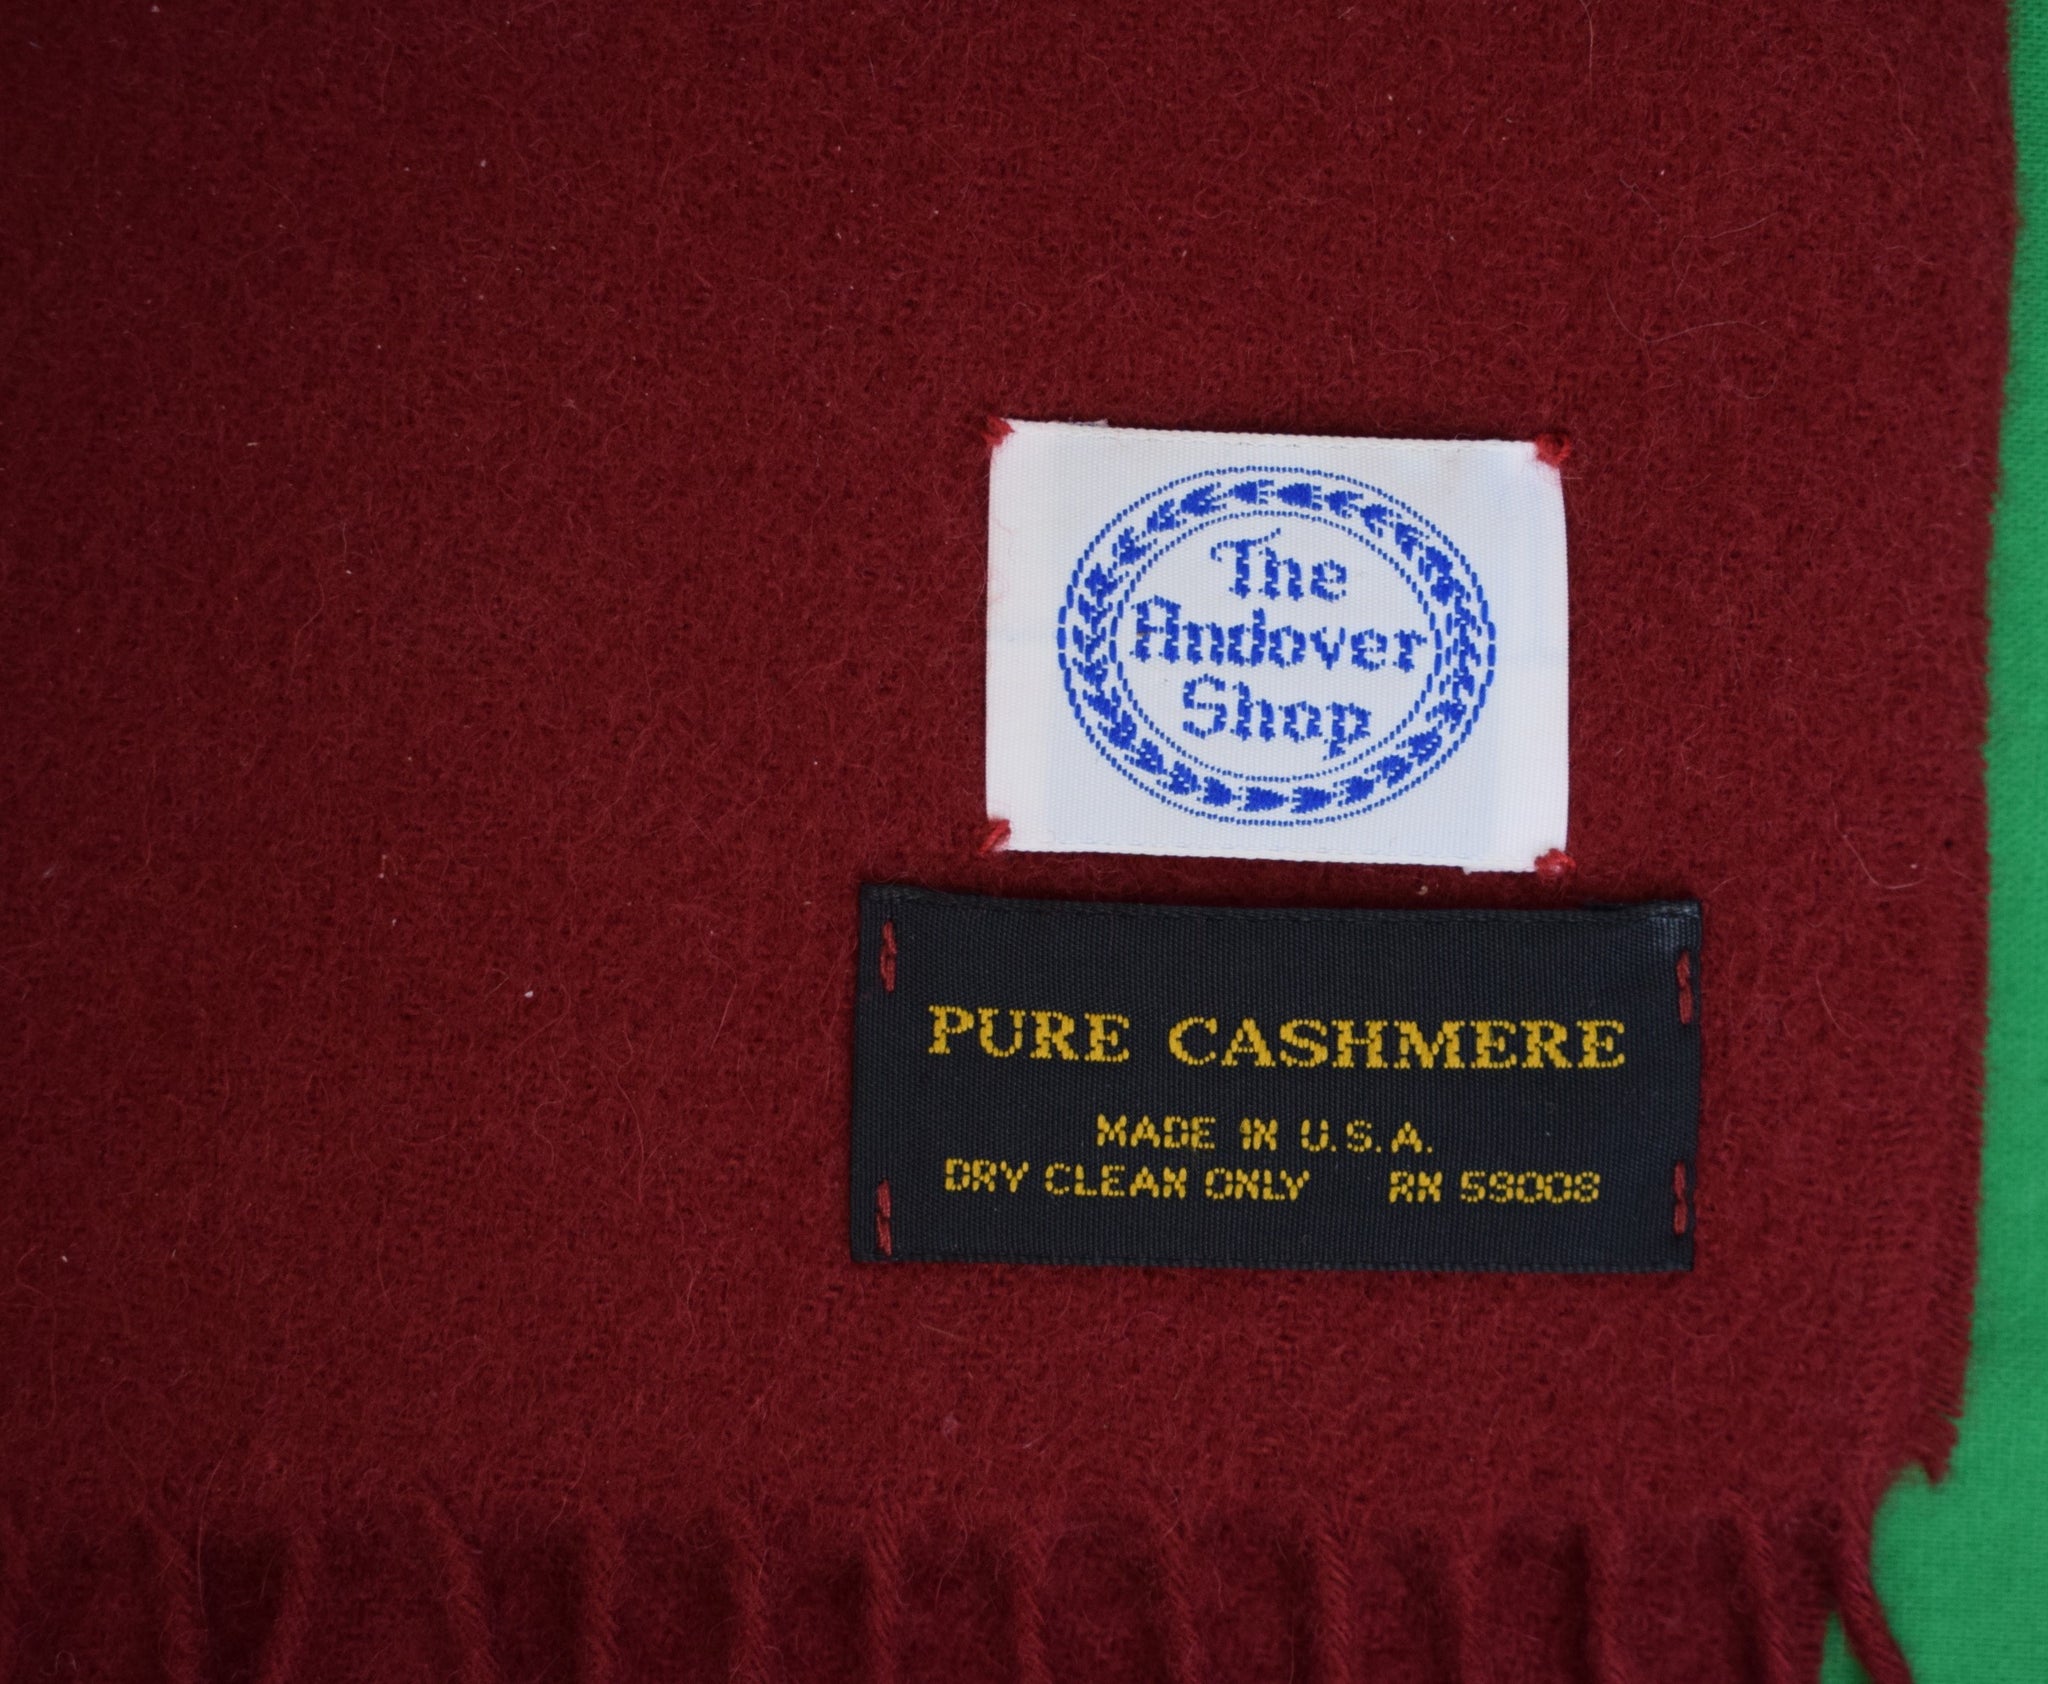 The
Andover
Shop
PURE CASHMERE
MADE IN U.S.A.
DRY CLEAN ONLY RN 59008